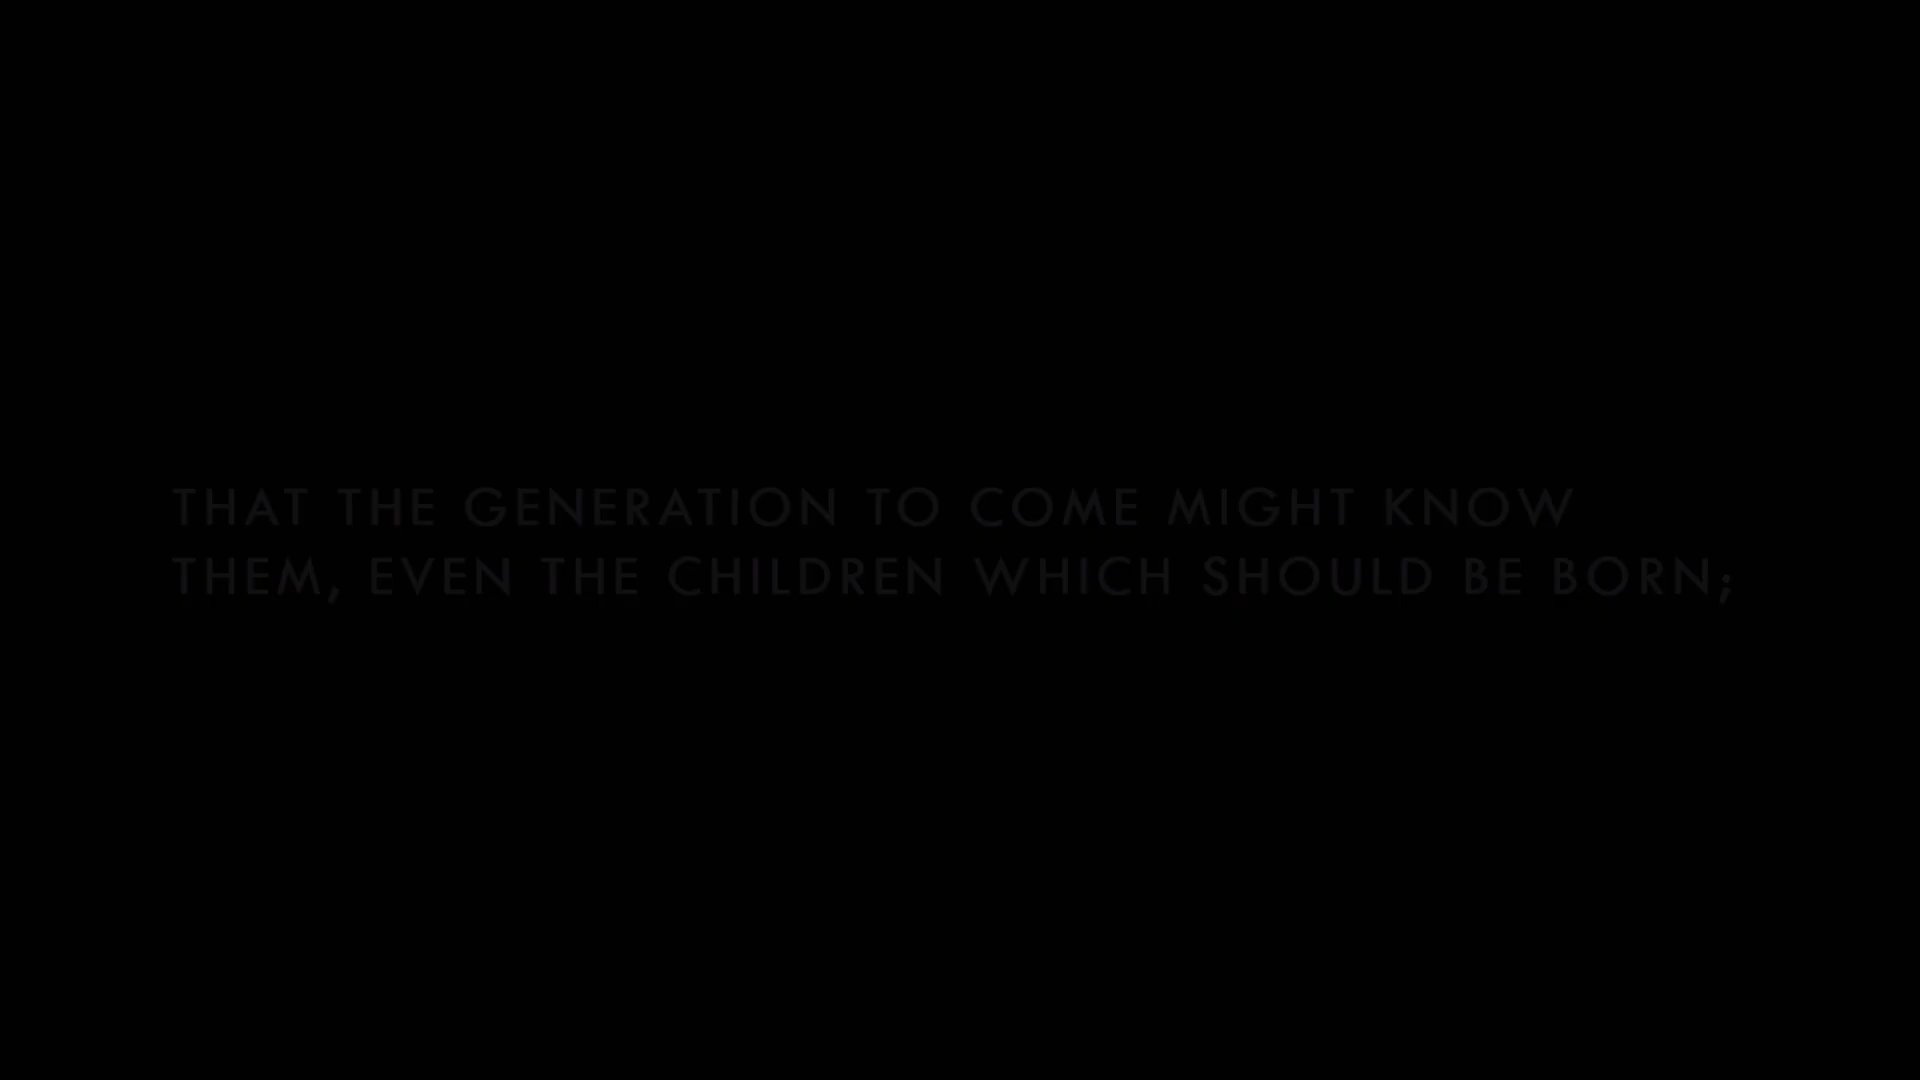 THAT THE GENERATION TO COME MIGHT KNOW
THEM, EVEN THE CHILDREN WHICH SHOULD BE BORN;